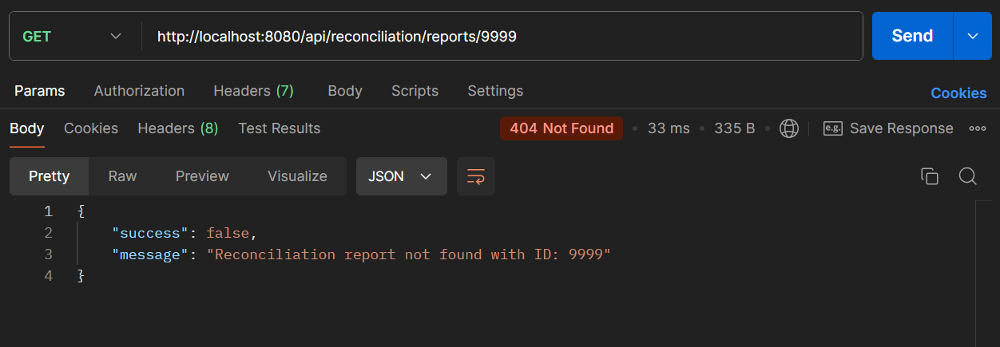 GET http://localhost:8080/api/reconciliation/reports/9999 Send
Params Authorization Headers (7) Body Scripts Settings Cookies
Body Cookies Headers (8) Test Results 404 Not Found • 33 ms • 335 B • e.g. Save Response
Pretty Raw Preview Visualize JSON
1 {
2 "success": false,
3 "message": "Reconciliation report not found with ID: 9999"
4 }